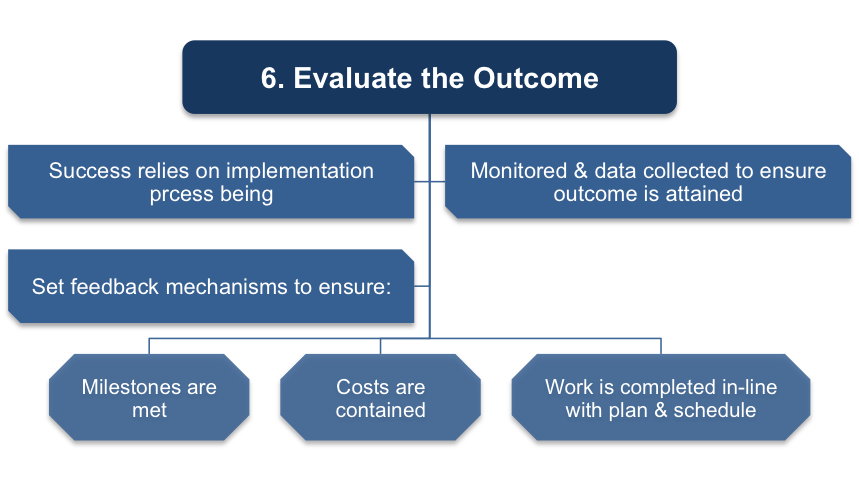 6. Evaluate the Outcome
Success relies on implementation
prcess being
Monitored & data collected to ensure
outcome is attained
Set feedback mechanisms to ensure:
Milestones are
met
Costs are
contained
Work is completed in-line
with plan & schedule